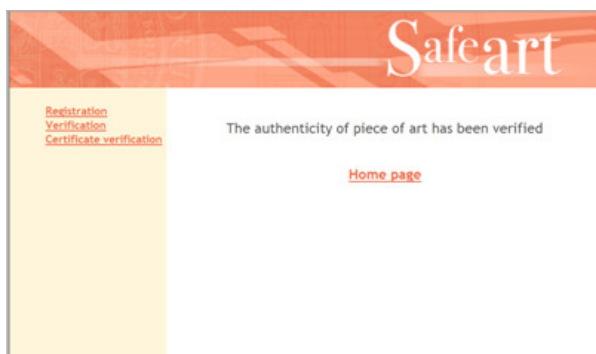 Safeart
Registration
Verification
Certificate verification
The authenticity of piece of art has been verified
Home page